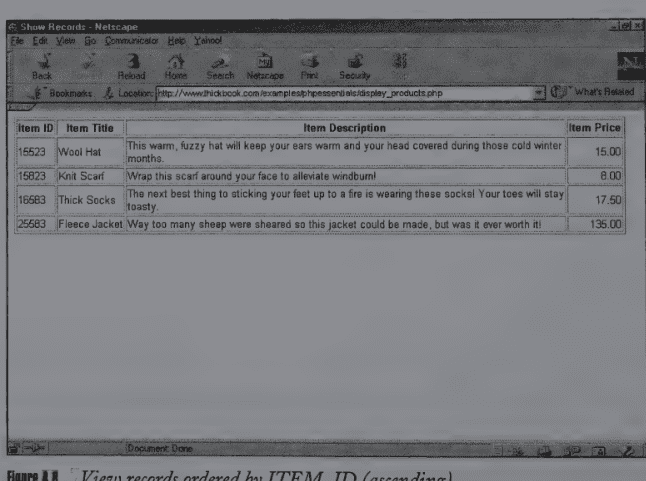 Show Records - Netscape
File Edit View Go Communicator Help Yahoo!
Back Reload Home Search Netscape Print Security
Bookmarks Location: http://www.thickbook.com/examples/phpessentials/display_products.php What's Related
Item ID Item Title Item Description Item Price
15523 Wool Hat This warm, fuzzy hat will keep your ears warm and your head covered during those cold winter
months. 15.00
15823 Knit Scarf Wrap this scarf around your face to alleviate windburn! 8.00
16583 Thick Socks The next best thing to sticking your feet up to a fire is wearing these socks! Your toes will stay
toasty. 17.50
25583 Fleece Jacket Way too many sheep were sheared so this jacket could be made, but was it ever worth it! 135.00
Document: Done
Figure View records ordered by ITEM_ID (ascending)